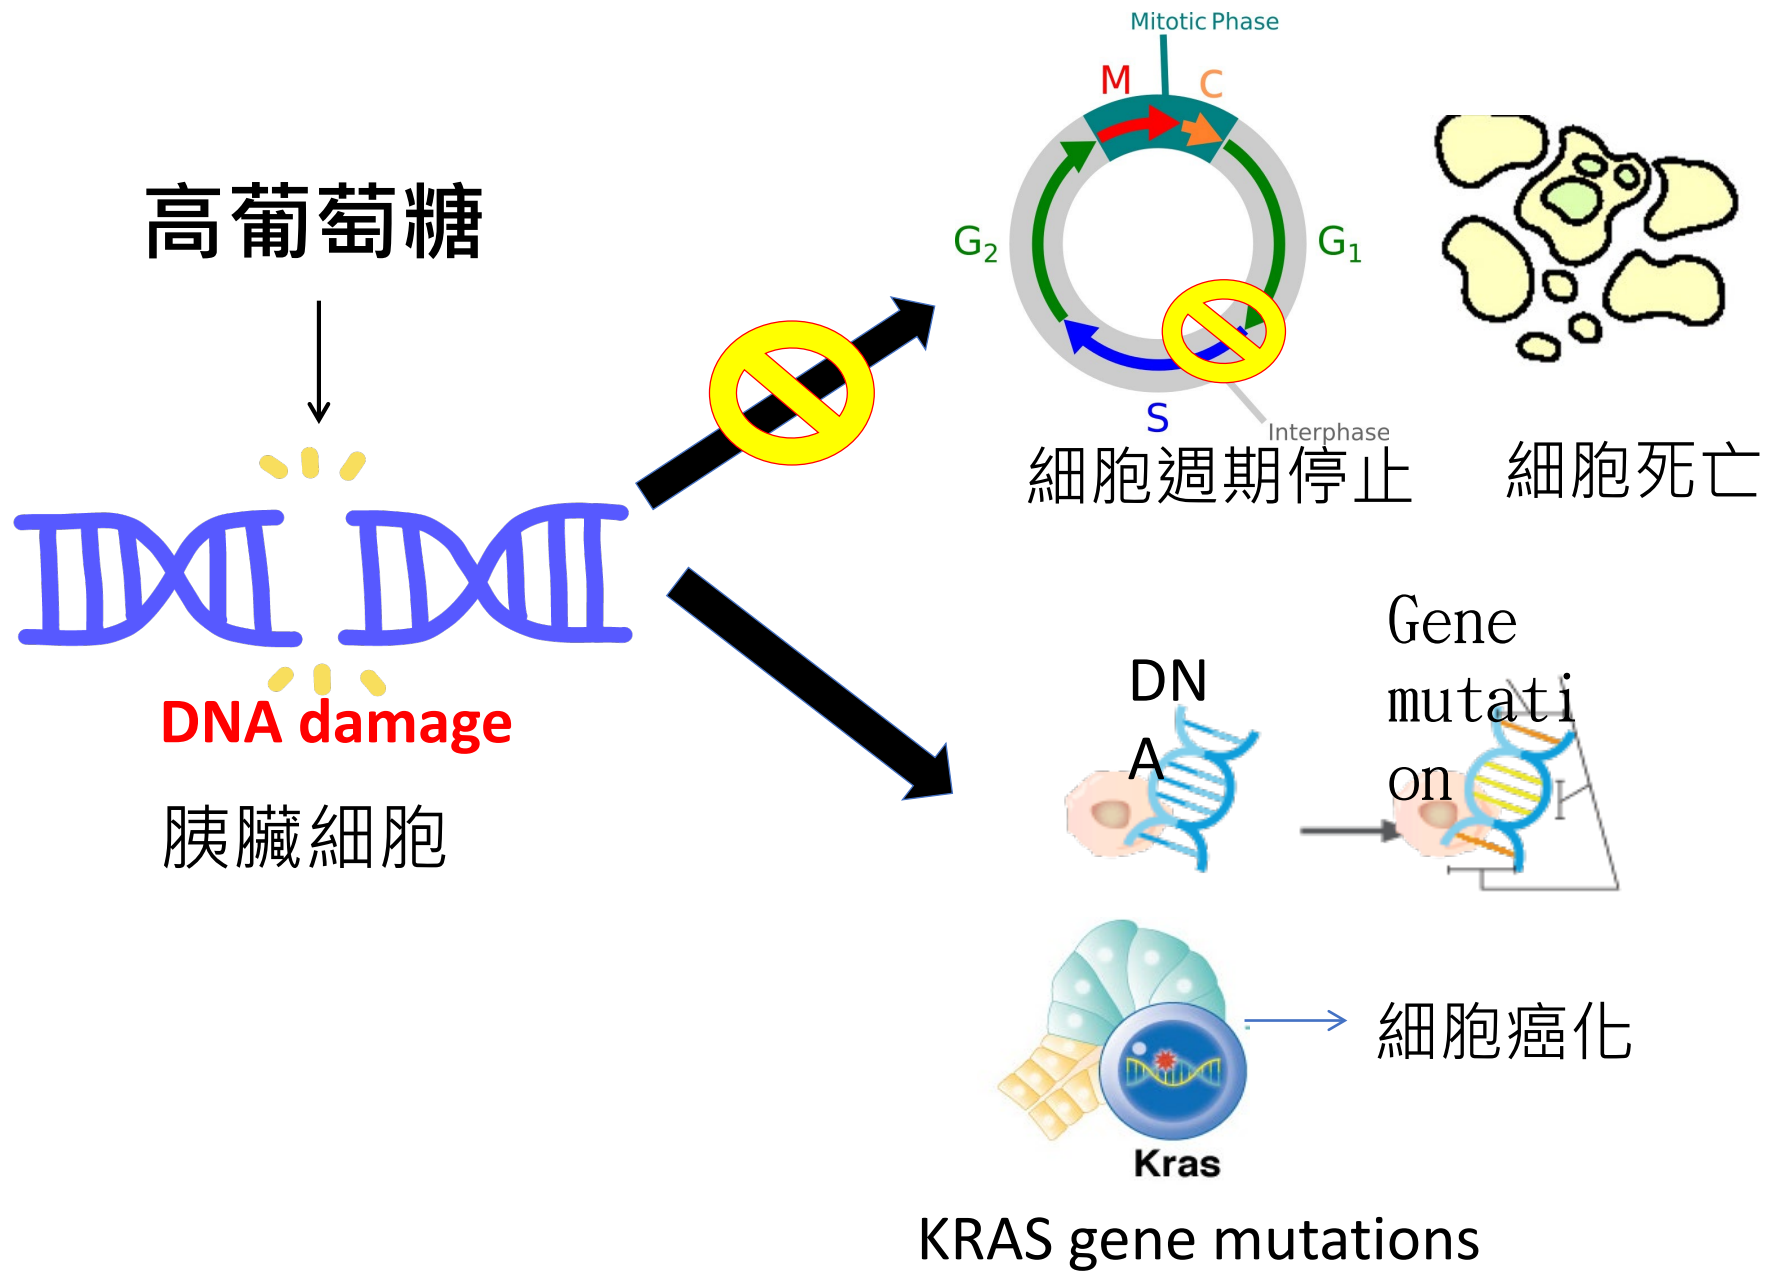 高葡萄糖
DNA damage
胰臟細胞
Mitotic Phase
M
C
G2
G1
S
Interphase
細胞週期停止
細胞死亡
DN
A
Gene
mutati
on
Kras
細胞癌化
KRAS gene mutations